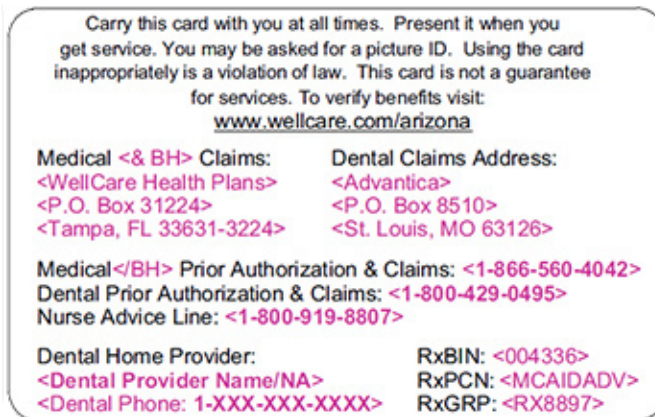 Carry this card with you at all times. Present it when you
get service. You may be asked for a picture ID. Using the card
inappropriately is a violation of law. This card is not a guarantee
for services. To verify benefits visit:
www.wellcare.com/arizona
Medical <& BH> Claims:
<WellCare Health Plans>
<P.O. Box 31224>
<Tampa, FL 33631-3224>
Dental Claims Address:
<Advantica>
<P.O. Box 8510>
<St. Louis, MO 63126>
Medical</BH> Prior Authorization & Claims: <1-866-560-4042>
Dental Prior Authorization & Claims: <1-800-429-0495>
Nurse Advice Line: <1-800-919-8807>
Dental Home Provider:
<Dental Provider Name/NA>
<Dental Phone: 1-XXX-XXX-XXXX>
RxBIN: <004336>
RxPCN: <MCAIDADV>
RxGRP: <RX8897>